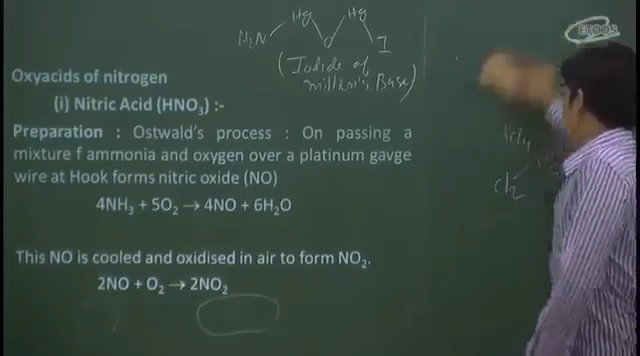 ETOOS
H₂N Hg O Hg I
(Iodide of
Millon's Base)
Oxyacids of nitrogen
(i) Nitric Acid (HNO₃) :-
Preparation : Ostwald's process : On passing a
mixture f ammonia and oxygen over a platinum gavge
wire at Hook forms nitric oxide (NO)
4NH₃ + 5O₂ → 4NO + 6H₂O
This NO is cooled and oxidised in air to form NO₂.
2NO + O₂ → 2NO₂
cl₂